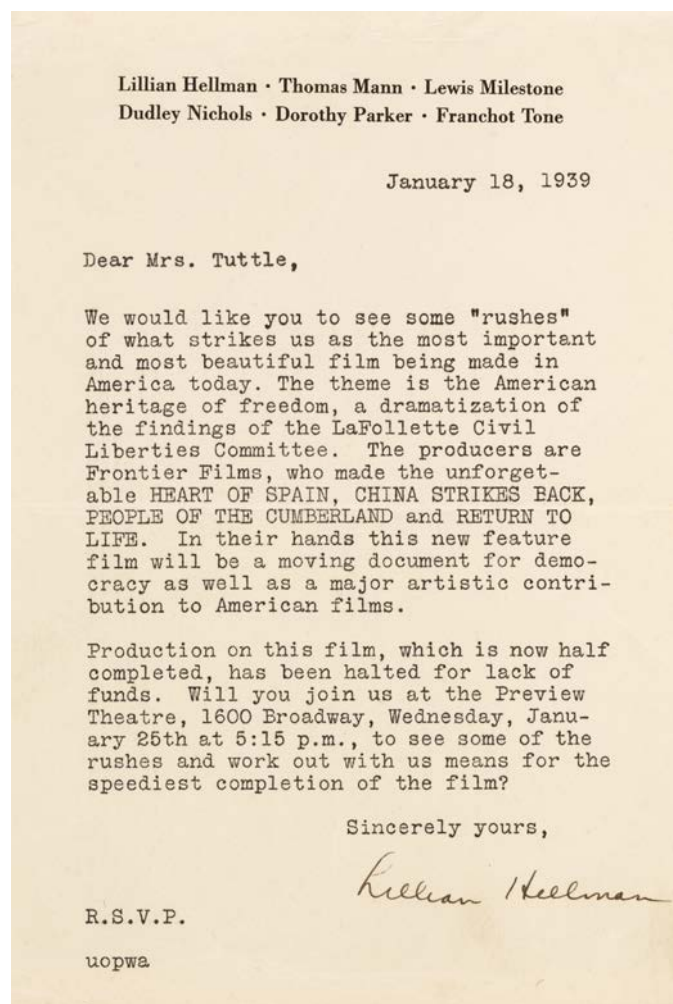 Lillian Hellman · Thomas Mann · Lewis Milestone
Dudley Nichols · Dorothy Parker · Franchot Tone
January 18, 1939
Dear Mrs. Tuttle,
We would like you to see some "rushes"
of what strikes us as the most important
and most beautiful film being made in
America today. The theme is the American
heritage of freedom, a dramatization of
the findings of the LaFollette Civil
Liberties Committee.  The producers are
Frontier Films, who made the unforget-
able HEART OF SPAIN, CHINA STRIKES BACK,
PEOPLE OF THE CUMBERLAND and RETURN TO
LIFE.  In their hands this new feature
film will be a moving document for demo-
cracy as well as a major artistic contri-
bution to American films.
Production on this film, which is now half
completed, has been halted for lack of
funds.  Will you join us at the Preview
Theatre, 1600 Broadway, Wednesday, Janu-
ary 25th at 5:15 p.m., to see some of the
rushes and work out with us means for the
speediest completion of the film?
Sincerely yours,
Lillian Hellman
R.S.V.P.
uopwa